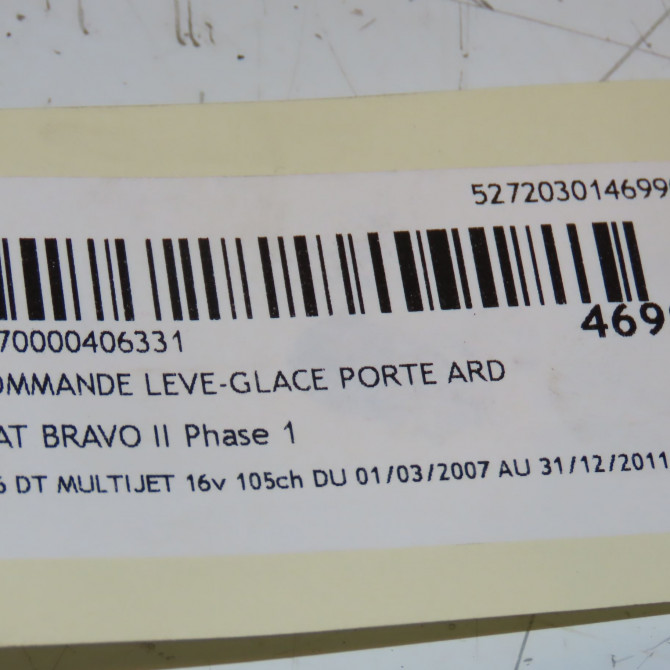 527203014699
70000406331
469
OMMANDE LEVE-GLACE PORTE ARD
AT BRAVO II Phase 1
6 DT MULTIJET 16v 105ch DU 01/03/2007 AU 31/12/2011